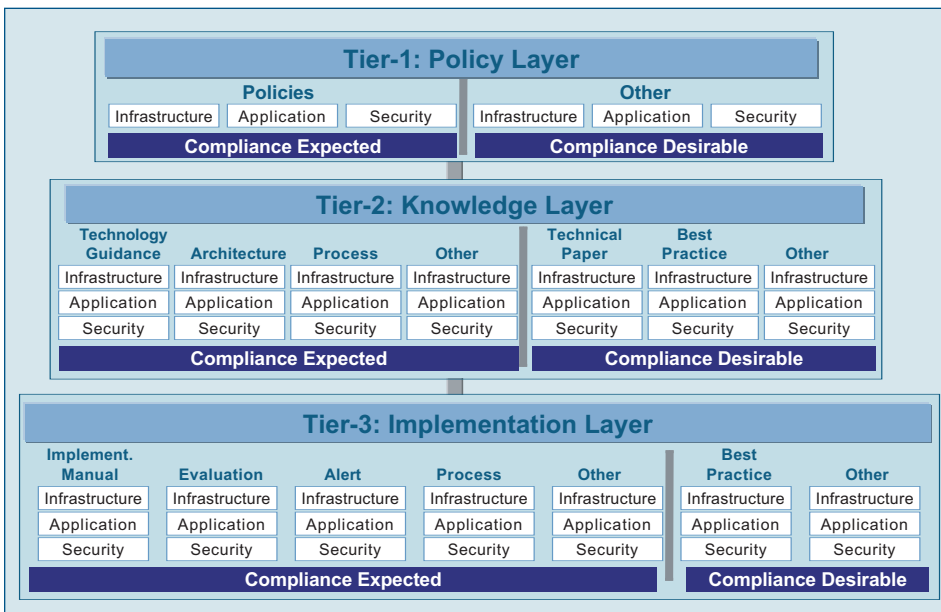 Tier-1: Policy Layer
Policies
Other
Infrastructure Application Security
Infrastructure Application Security
Compliance Expected
Compliance Desirable
Tier-2: Knowledge Layer
Technology
Guidance
Architecture
Process
Other
Technical
Paper
Best
Practice
Other
Infrastructure Infrastructure Infrastructure Infrastructure Infrastructure Infrastructure Infrastructure
Application Application Application Application Application Application Application
Security Security Security Security Security Security Security
Compliance Expected
Compliance Desirable
Tier-3: Implementation Layer
Implement.
Manual
Evaluation
Alert
Process
Other
Best
Practice
Other
Infrastructure Infrastructure Infrastructure Infrastructure Infrastructure Infrastructure Infrastructure
Application Application Application Application Application Application Application
Security Security Security Security Security Security Security
Compliance Expected
Compliance Desirable